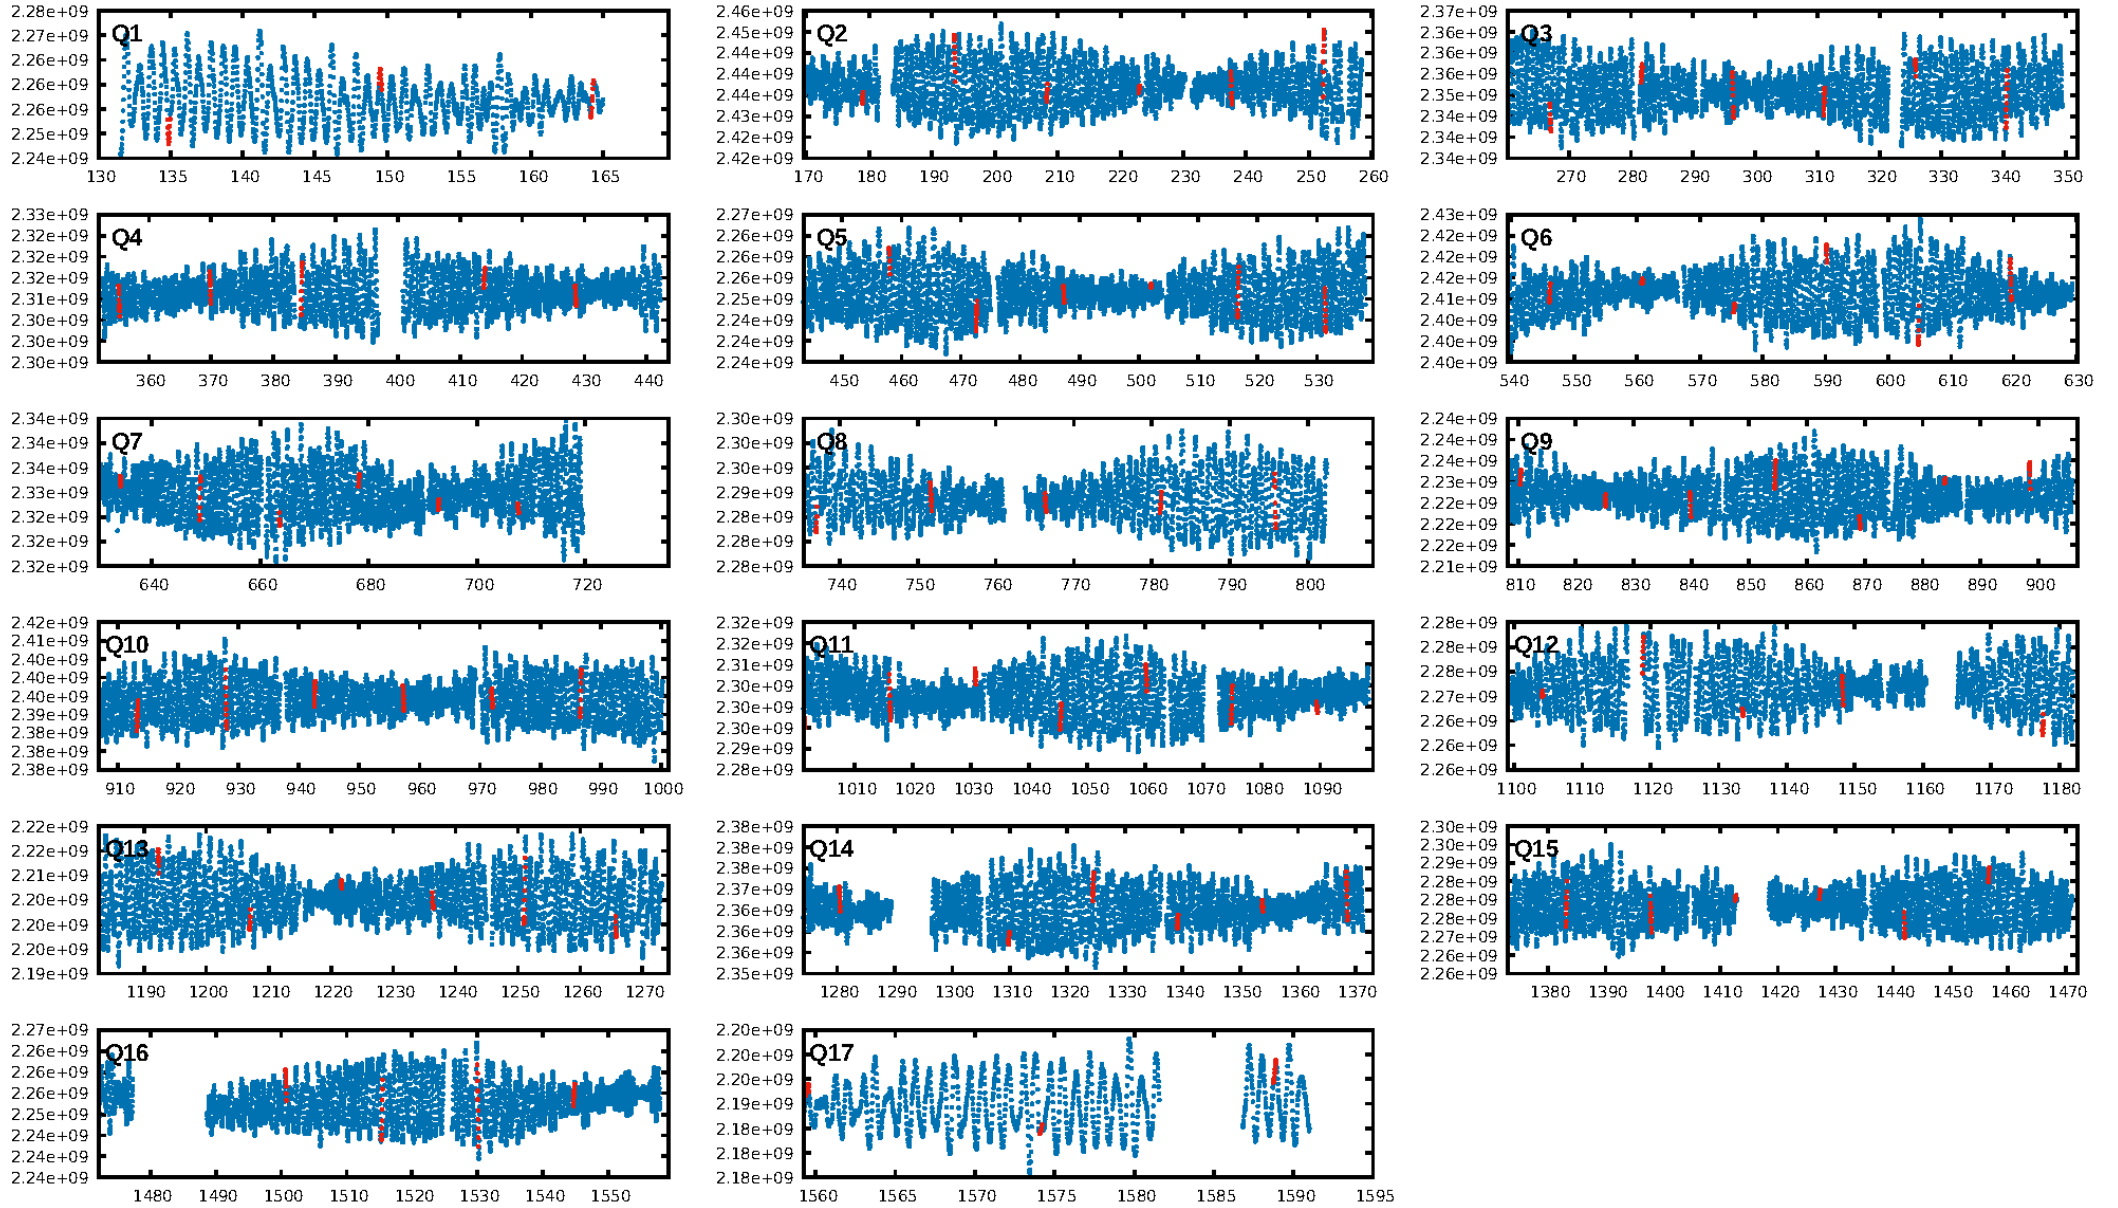 2.28e+09 2.27e+09 2.26e+09 2.26e+09 2.25e+09 2.24e+09
Q1
130 135 140 145 150 155 160 165
2.46e+09 2.45e+09 2.44e+09 2.44e+09 2.43e+09 2.43e+09 2.42e+09 2.42e+09
Q2
170 180 190 200 210 220 230 240 250 260
2.37e+09 2.36e+09 2.36e+09 2.35e+09 2.35e+09 2.34e+09 2.34e+09
Q3
270 280 290 300 310 320 330 340 350
2.33e+09 2.32e+09 2.32e+09 2.31e+09 2.31e+09 2.30e+09 2.30e+09 2.30e+09
Q4
360 370 380 390 400 410 420 430 440
2.27e+09 2.26e+09 2.26e+09 2.25e+09 2.25e+09 2.24e+09 2.24e+09
Q5
450 460 470 480 490 500 510 520 530
2.43e+09 2.42e+09 2.42e+09 2.41e+09 2.41e+09 2.40e+09 2.40e+09 2.40e+09
Q6
540 550 560 570 580 590 600 610 620 630
2.34e+09 2.34e+09 2.34e+09 2.33e+09 2.32e+09 2.32e+09 2.32e+09
Q7
640 660 680 700 720
2.30e+09 2.30e+09 2.30e+09 2.29e+09 2.28e+09 2.28e+09 2.28e+09
Q8
740 750 760 770 780 790 800
2.24e+09 2.24e+09 2.24e+09 2.23e+09 2.22e+09 2.22e+09 2.22e+09 2.21e+09
Q9
810 820 830 840 850 860 870 880 890 900
2.42e+09 2.41e+09 2.40e+09 2.40e+09 2.40e+09 2.39e+09 2.38e+09 2.38e+09 2.38e+09
Q10
910 920 930 940 950 960 970 980 990 1000
2.32e+09 2.32e+09 2.31e+09 2.30e+09 2.30e+09 2.30e+09 2.29e+09 2.28e+09
Q11
1010 1020 1030 1040 1050 1060 1070 1080 1090
2.28e+09 2.28e+09 2.28e+09 2.27e+09 2.26e+09 2.26e+09 2.26e+09
Q12
1100 1110 1120 1130 1140 1150 1160 1170 1180
2.22e+09 2.22e+09 2.21e+09 2.20e+09 2.20e+09 2.20e+09 2.19e+09
Q13
1190 1200 1210 1220 1230 1240 1250 1260 1270
2.38e+09 2.38e+09 2.38e+09 2.37e+09 2.36e+09 2.36e+09 2.36e+09 2.35e+09
Q14
1280 1290 1300 1310 1320 1330 1340 1350 1360 1370
2.30e+09 2.29e+09 2.29e+09 2.28e+09 2.28e+09 2.28e+09 2.27e+09 2.26e+09 2.26e+09
Q15
1380 1390 1400 1410 1420 1430 1440 1450 1460 1470
2.27e+09 2.26e+09 2.26e+09 2.26e+09 2.25e+09 2.24e+09 2.24e+09 2.24e+09
Q16
1480 1490 1500 1510 1520 1530 1540 1550
2.20e+09 2.20e+09 2.20e+09 2.19e+09 2.18e+09 2.18e+09 2.18e+09
Q17
1560 1565 1570 1575 1580 1585 1590 1595